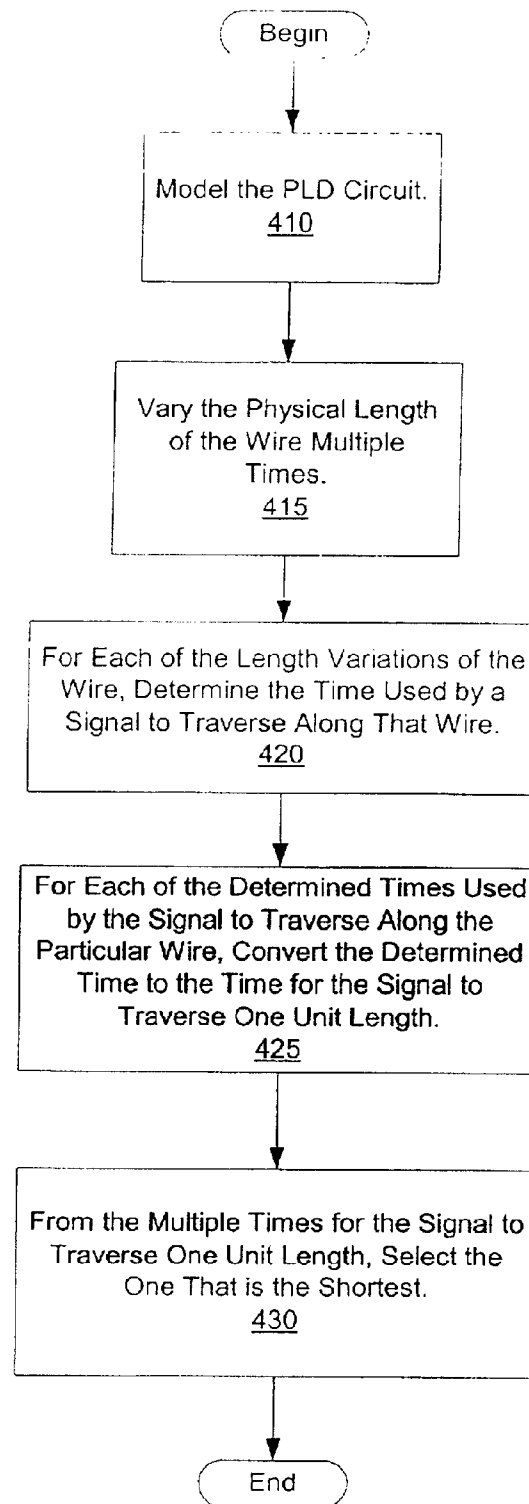 Begin
Model the PLD Circuit.
410
Vary the Physical Length
of the Wire Multiple
Times.
415
For Each of the Length Variations of the
Wire, Determine the Time Used by a
Signal to Traverse Along That Wire.
420
For Each of the Determined Times Used
by the Signal to Traverse Along the
Particular Wire, Convert the Determined
Time to the Time for the Signal to
Traverse One Unit Length.
425
From the Multiple Times for the Signal to
Traverse One Unit Length, Select the
One That is the Shortest.
430
End